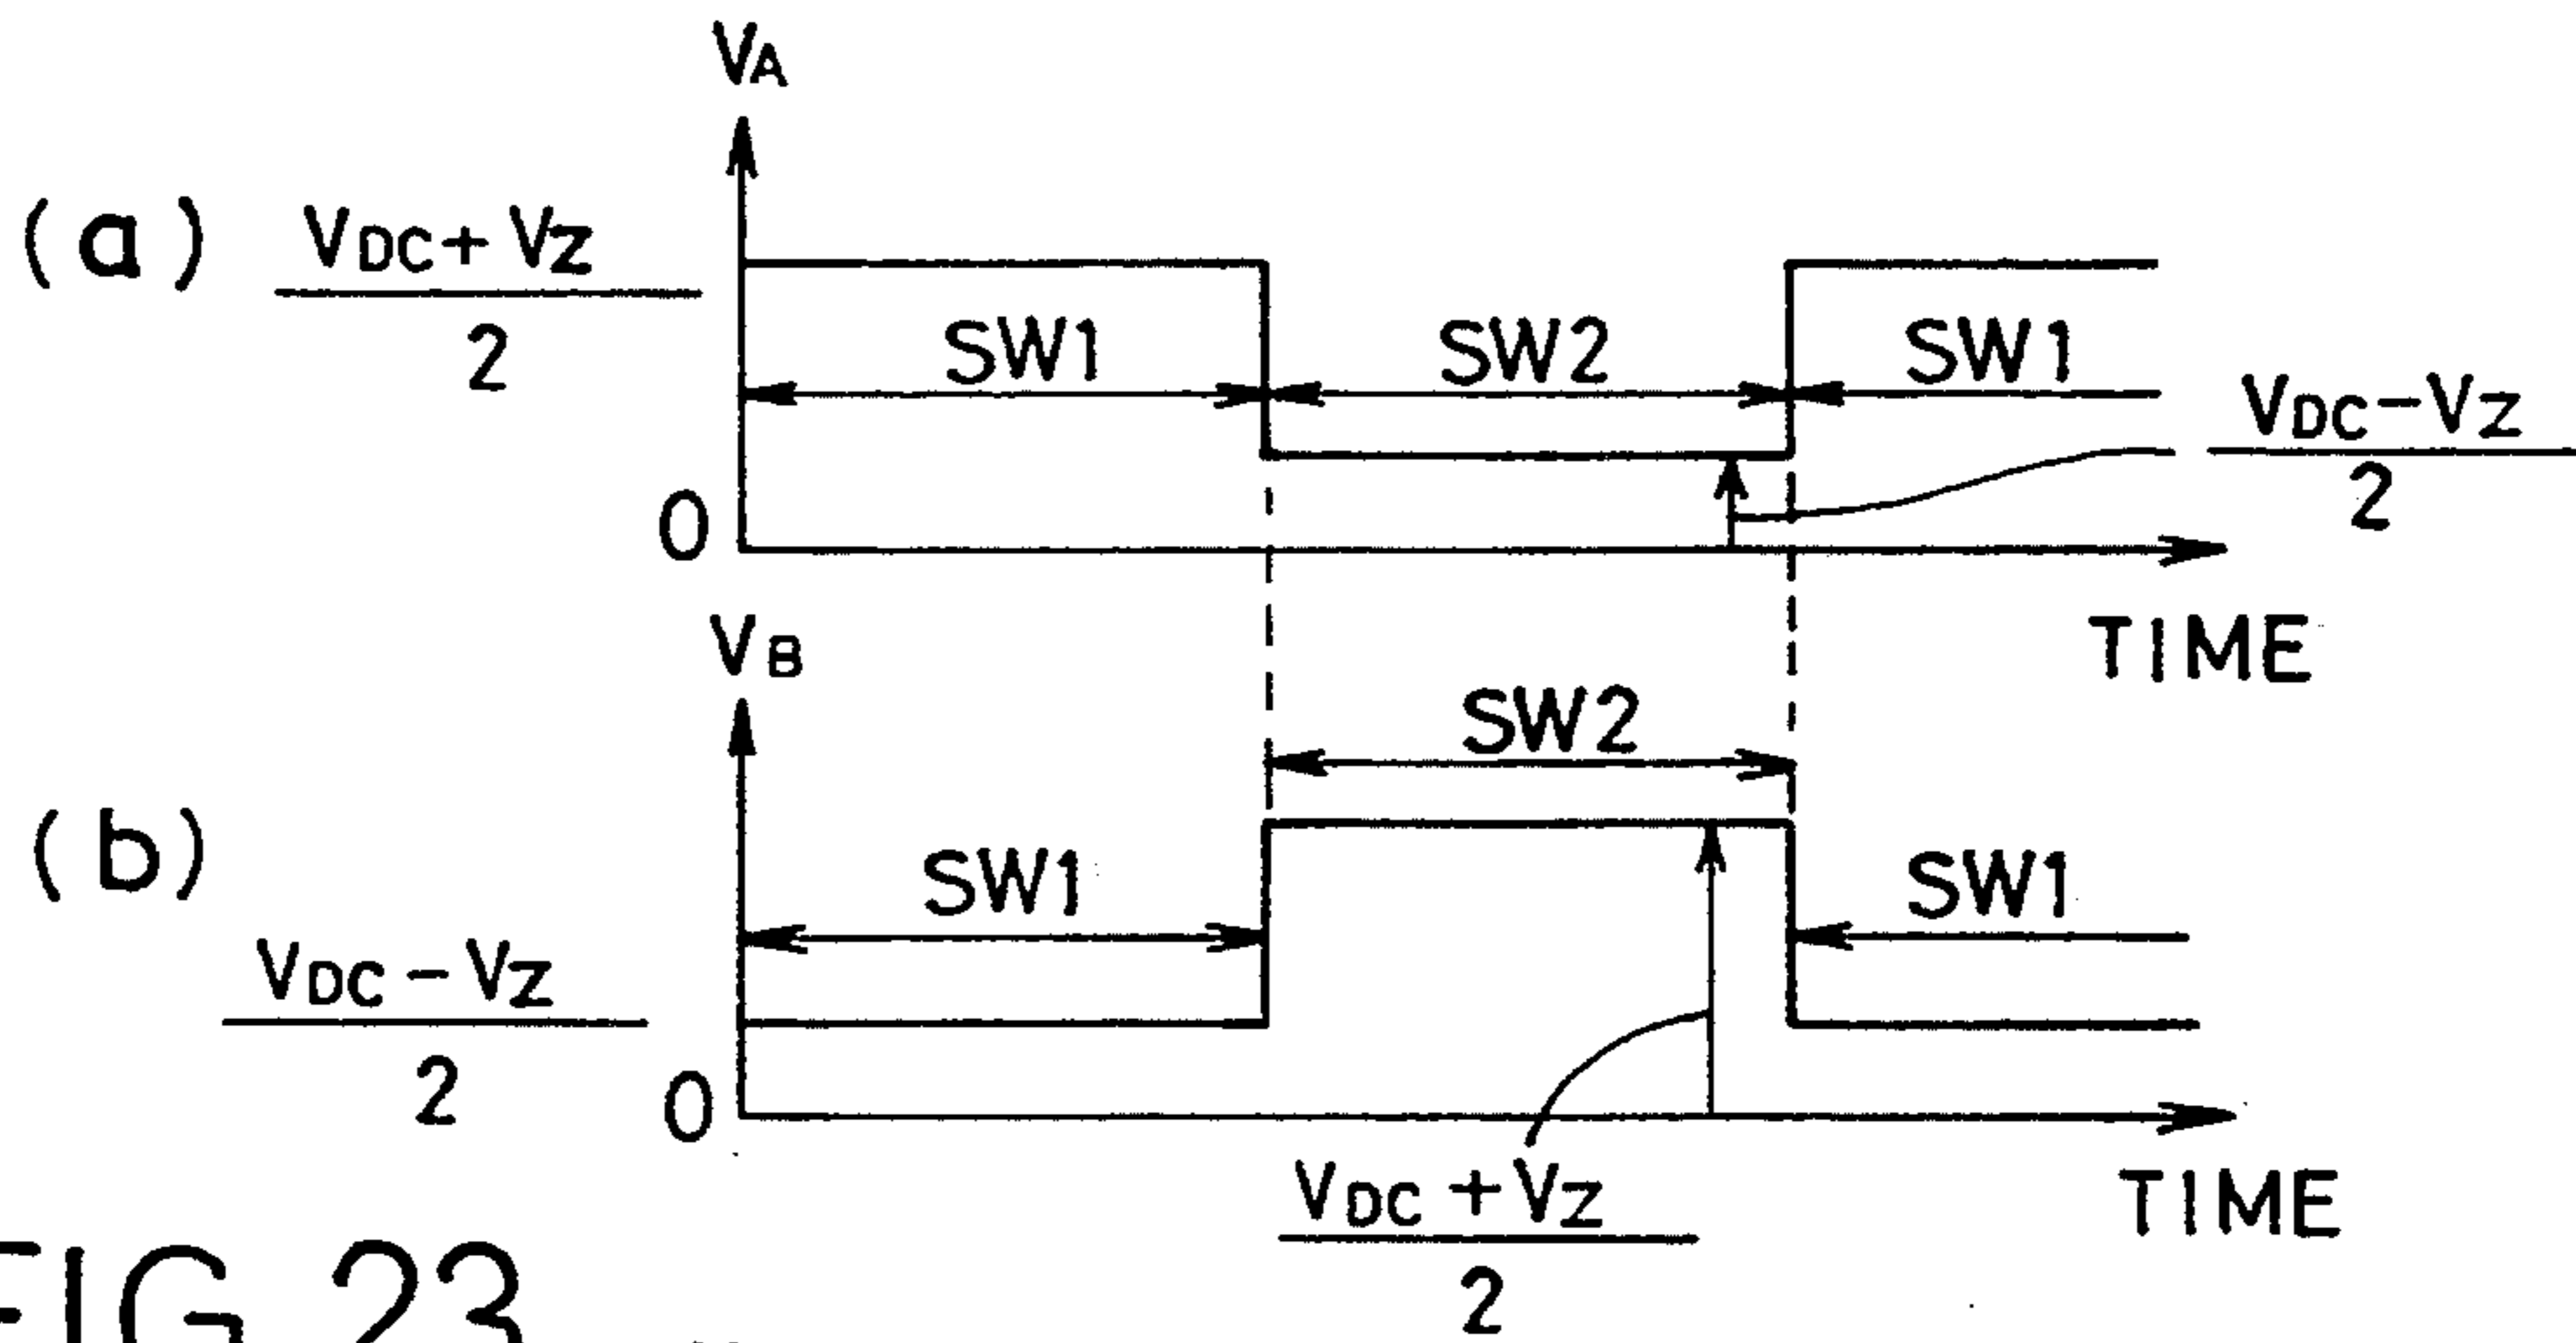 VA
(a) VDC+VZ
2
SW1 SW2 SW1
VDC-VZ
2
0
TIME
VB
SW2
(b)
SW1 SW1
VDC-VZ
2
0
TIME
VDC+VZ
2
FIG.23